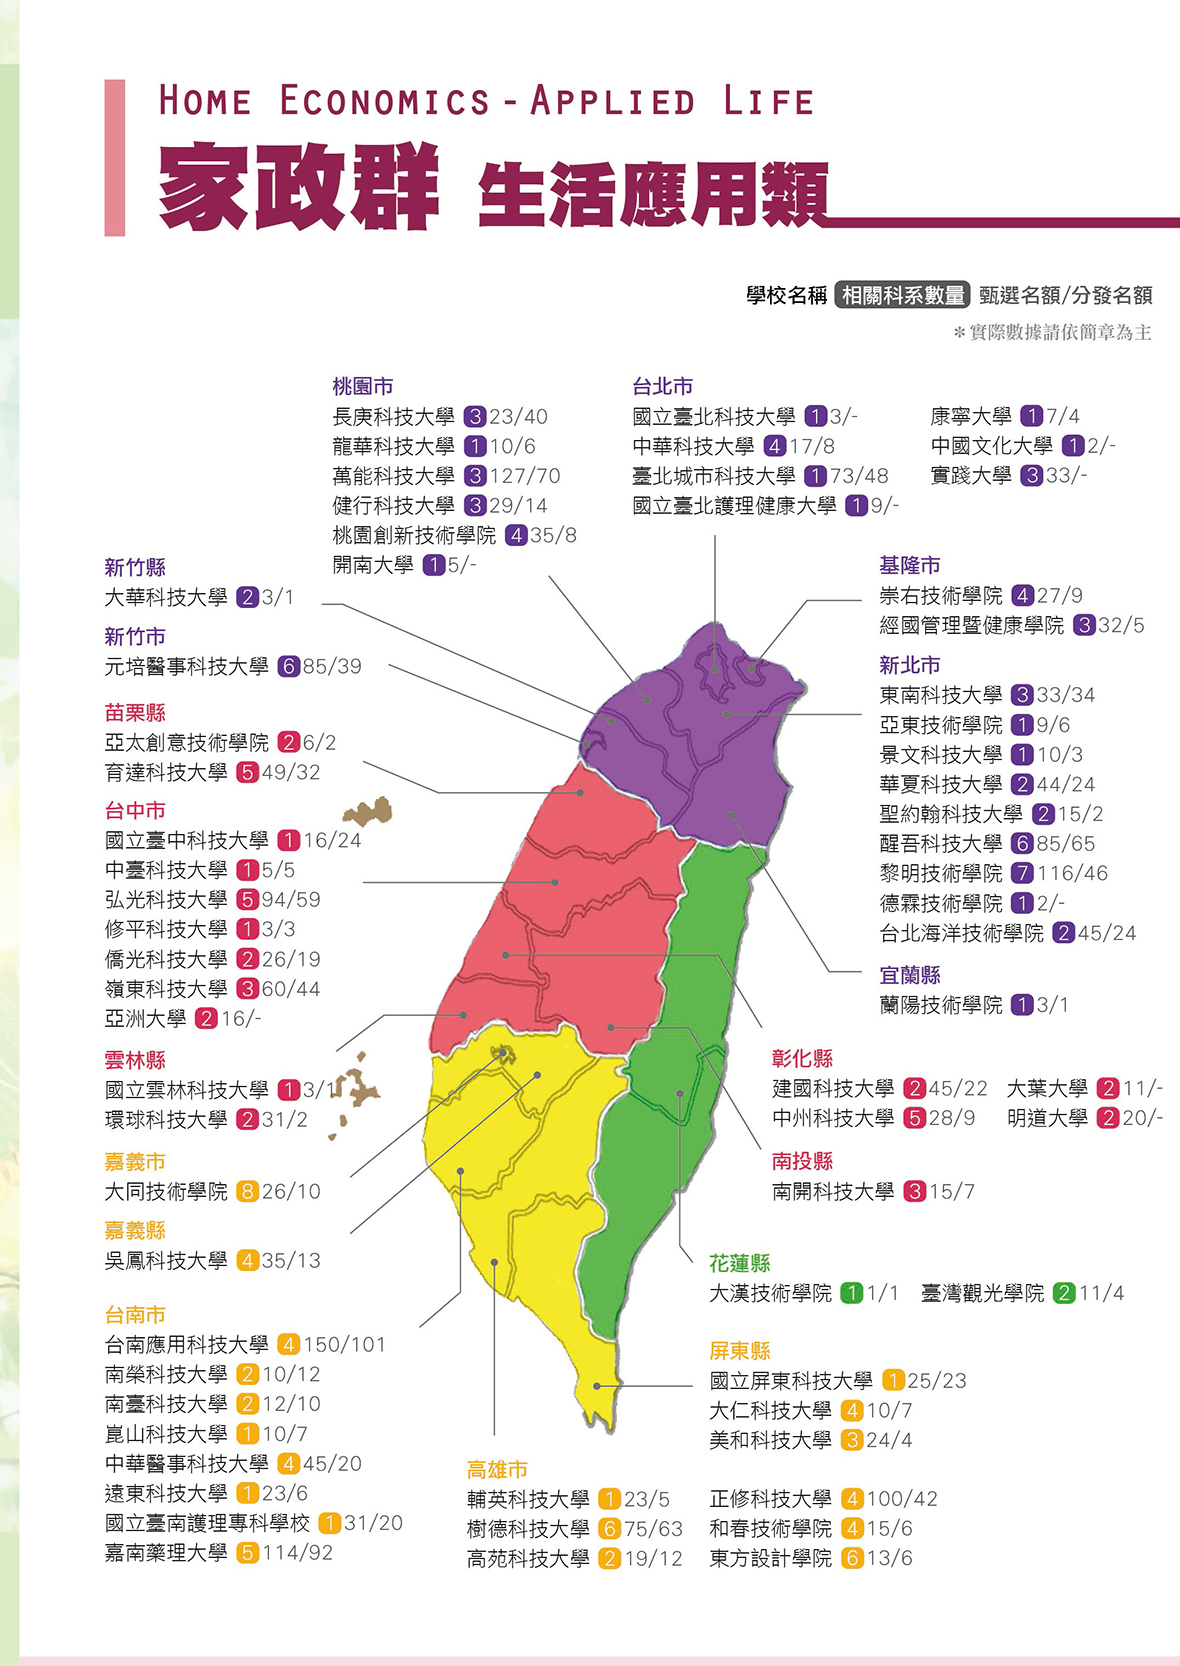 HOME ECONOMICS - APPLIED LIFE
家政群 生活應用類
學校名稱 相關科系數量 甄選名額/分發名額
＊實際數據請依簡章為主
桃園市
長庚科技大學 3 23/40
龍華科技大學 1 10/6
萬能科技大學 3 127/70
健行科技大學 3 29/14
桃園創新技術學院 4 35/8
開南大學 1 5/-
台北市
國立臺北科技大學 1 3/-
中華科技大學 4 17/8
臺北城市科技大學 1 73/48
國立臺北護理健康大學 1 9/-
康寧大學 1 7/4
中國文化大學 1 2/-
實踐大學 3 33/-
新竹縣
大華科技大學 2 3/1
新竹市
元培醫事科技大學 6 85/39
基隆市
崇右技術學院 4 27/9
經國管理暨健康學院 3 32/5
新北市
東南科技大學 3 33/34
亞東技術學院 1 9/6
景文科技大學 1 10/3
華夏科技大學 2 44/24
聖約翰科技大學 2 15/2
醒吾科技大學 6 85/65
黎明技術學院 7 116/46
德霖技術學院 1 2/-
台北海洋技術學院 2 45/24
宜蘭縣
蘭陽技術學院 1 3/1
苗栗縣
亞太創意技術學院 2 6/2
育達科技大學 5 49/32
台中市
國立臺中科技大學 1 16/24
中臺科技大學 1 5/5
弘光科技大學 5 94/59
修平科技大學 1 3/3
僑光科技大學 2 26/19
嶺東科技大學 3 60/44
亞洲大學 2 16/-
雲林縣
國立雲林科技大學 1 3/1
環球科技大學 2 31/2
彰化縣
建國科技大學 2 45/22 大葉大學 2 11/-
中州科技大學 5 28/9 明道大學 2 20/-
南投縣
南開科技大學 3 15/7
嘉義市
大同技術學院 8 26/10
嘉義縣
吳鳳科技大學 4 35/13
花蓮縣
大漢技術學院 1 1/1 臺灣觀光學院 2 11/4
台南市
台南應用科技大學 4 150/101
南榮科技大學 2 10/12
南臺科技大學 2 12/10
崑山科技大學 1 10/7
中華醫事科技大學 4 45/20
遠東科技大學 1 23/6
國立臺南護理專科學校 1 31/20
嘉南藥理大學 5 114/92
屏東縣
國立屏東科技大學 1 25/23
大仁科技大學 4 10/7
美和科技大學 3 24/4
高雄市
輔英科技大學 1 23/5 正修科技大學 4 100/42
樹德科技大學 6 75/63 和春技術學院 4 15/6
高苑科技大學 2 19/12 東方設計學院 6 13/6